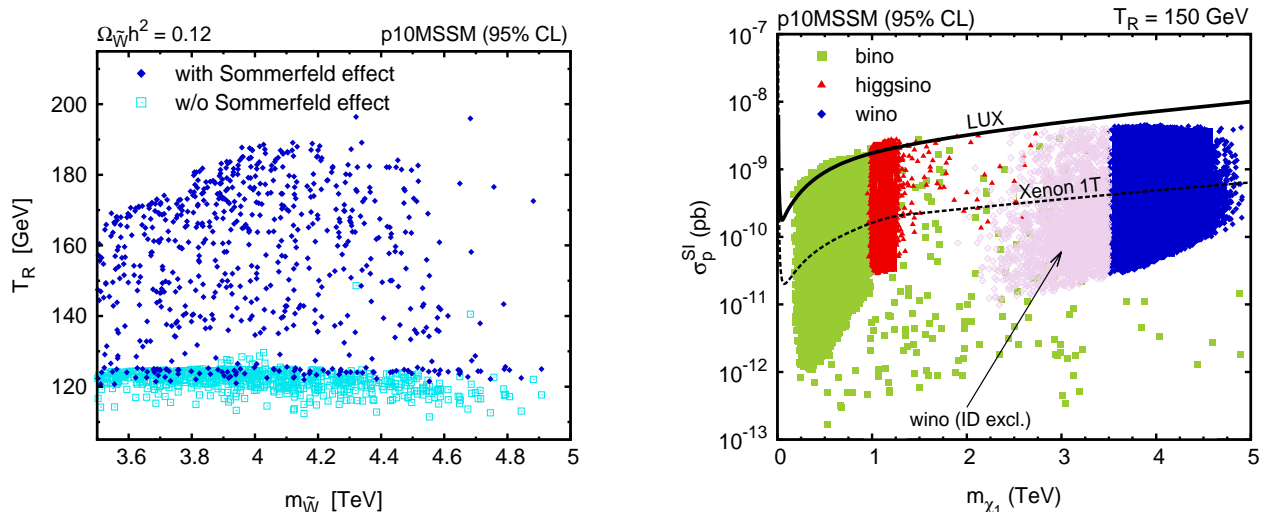 Ω_W̃h² = 0.12 p10MSSM (95% CL)
with Sommerfeld effect
w/o Sommerfeld effect
200
180
160
140
120
T_R [GeV]
3.6 3.8 4 4.2 4.4 4.6 4.8 5
m_W̃ [TeV]
p10MSSM (95% CL) T_R = 150 GeV
bino
higgsino
wino
LUX
Xenon 1T
wino (ID excl.)
10⁻⁷
10⁻⁸
10⁻⁹
10⁻¹⁰
10⁻¹¹
10⁻¹²
10⁻¹³
σ_p^SI (pb)
0 1 2 3 4 5
m_χ₁ (TeV)